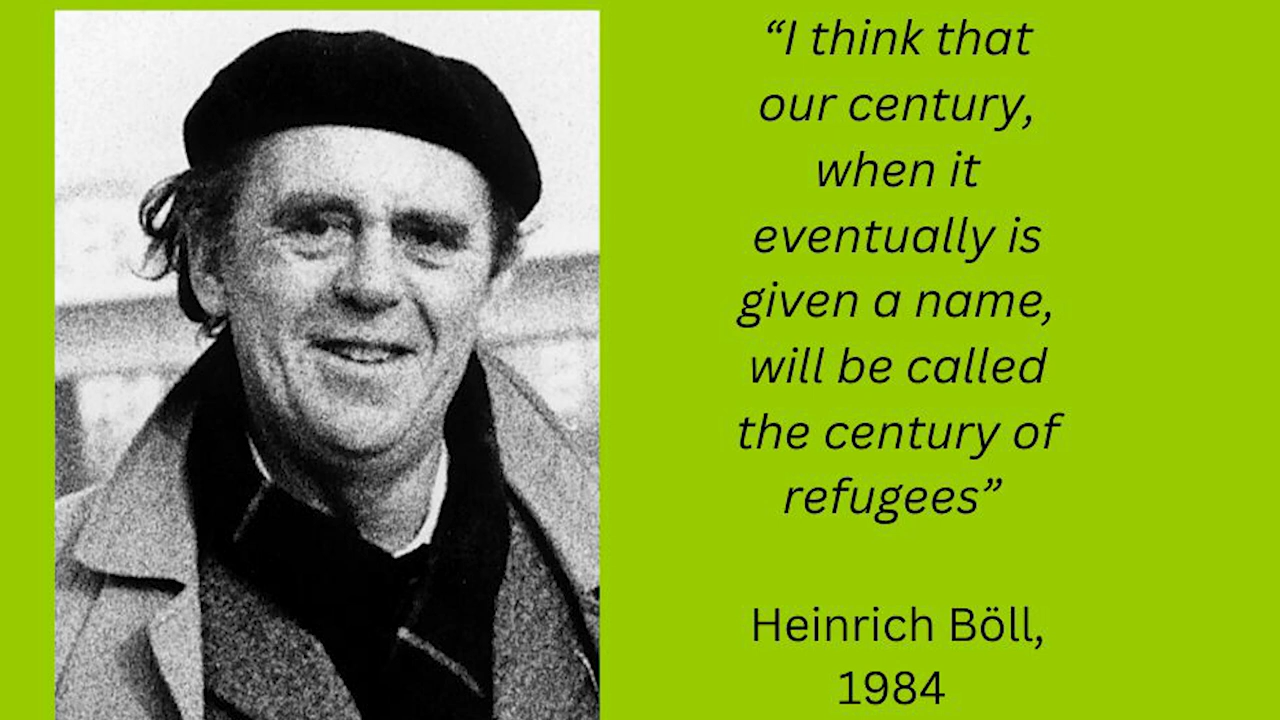 “I think that
our century,
when it
eventually is
given a name,
will be called
the century of
refugees”
Heinrich Böll,
1984